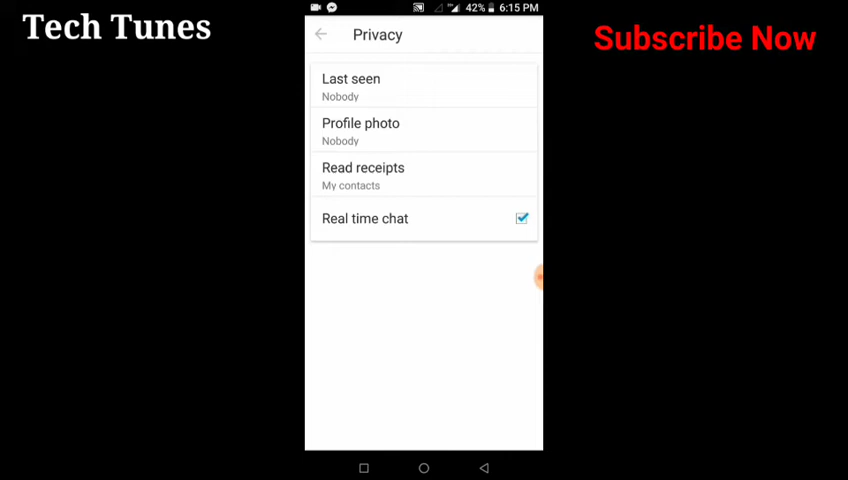 Tech Tunes
Subscribe Now
42% 6:15 PM
Privacy
Last seen
Nobody
Profile photo
Nobody
Read receipts
My contacts
Real time chat